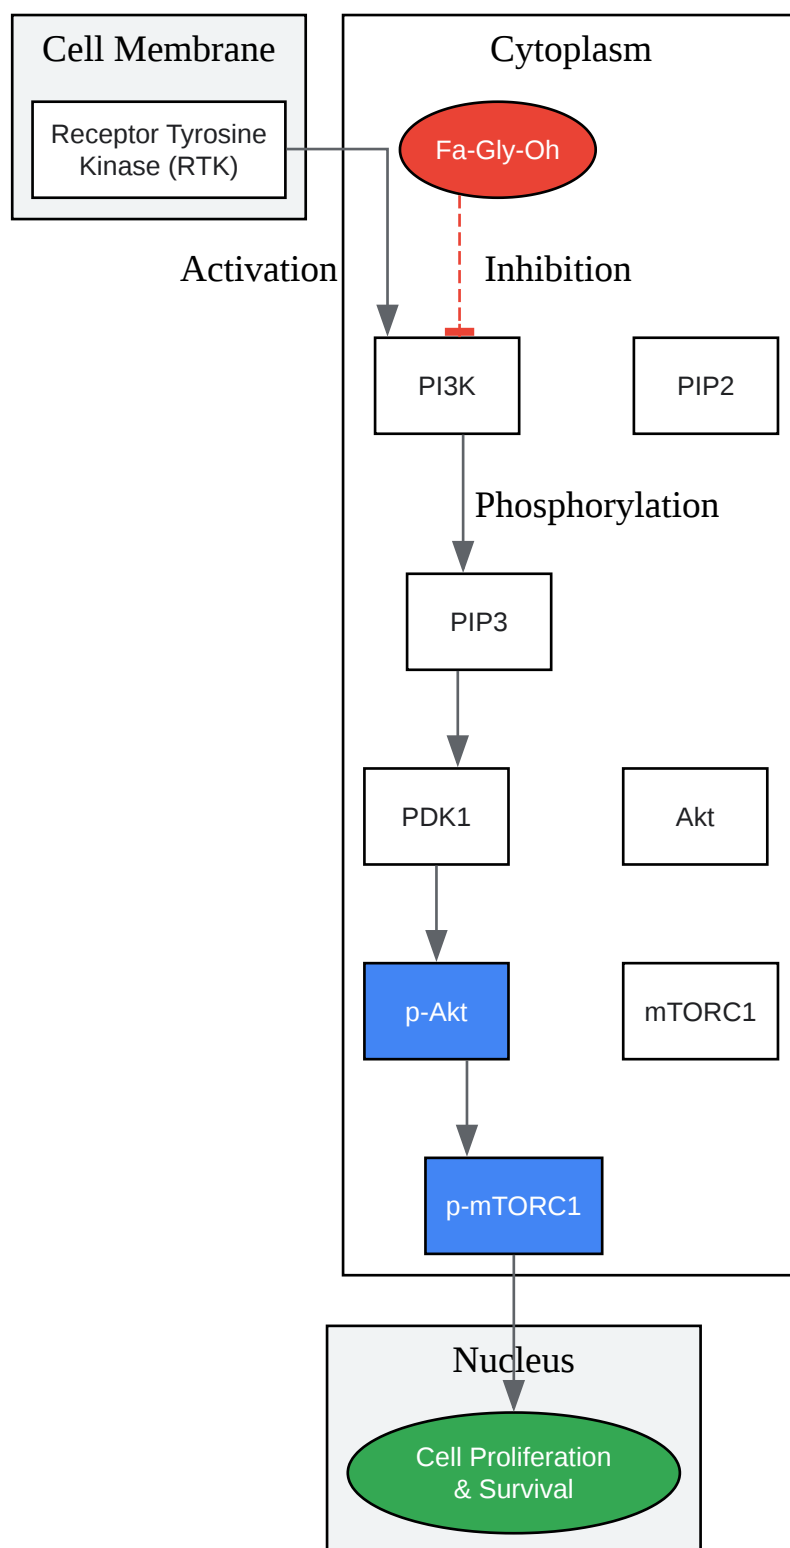 Cell Membrane
Cytoplasm
Receptor Tyrosine
Kinase (RTK)
Fa-Gly-Oh
Activation
Inhibition
PI3K
PIP2
Phosphorylation
PIP3
PDK1
Akt
p-Akt
mTORC1
p-mTORC1
Nucleus
Cell Proliferation
& Survival